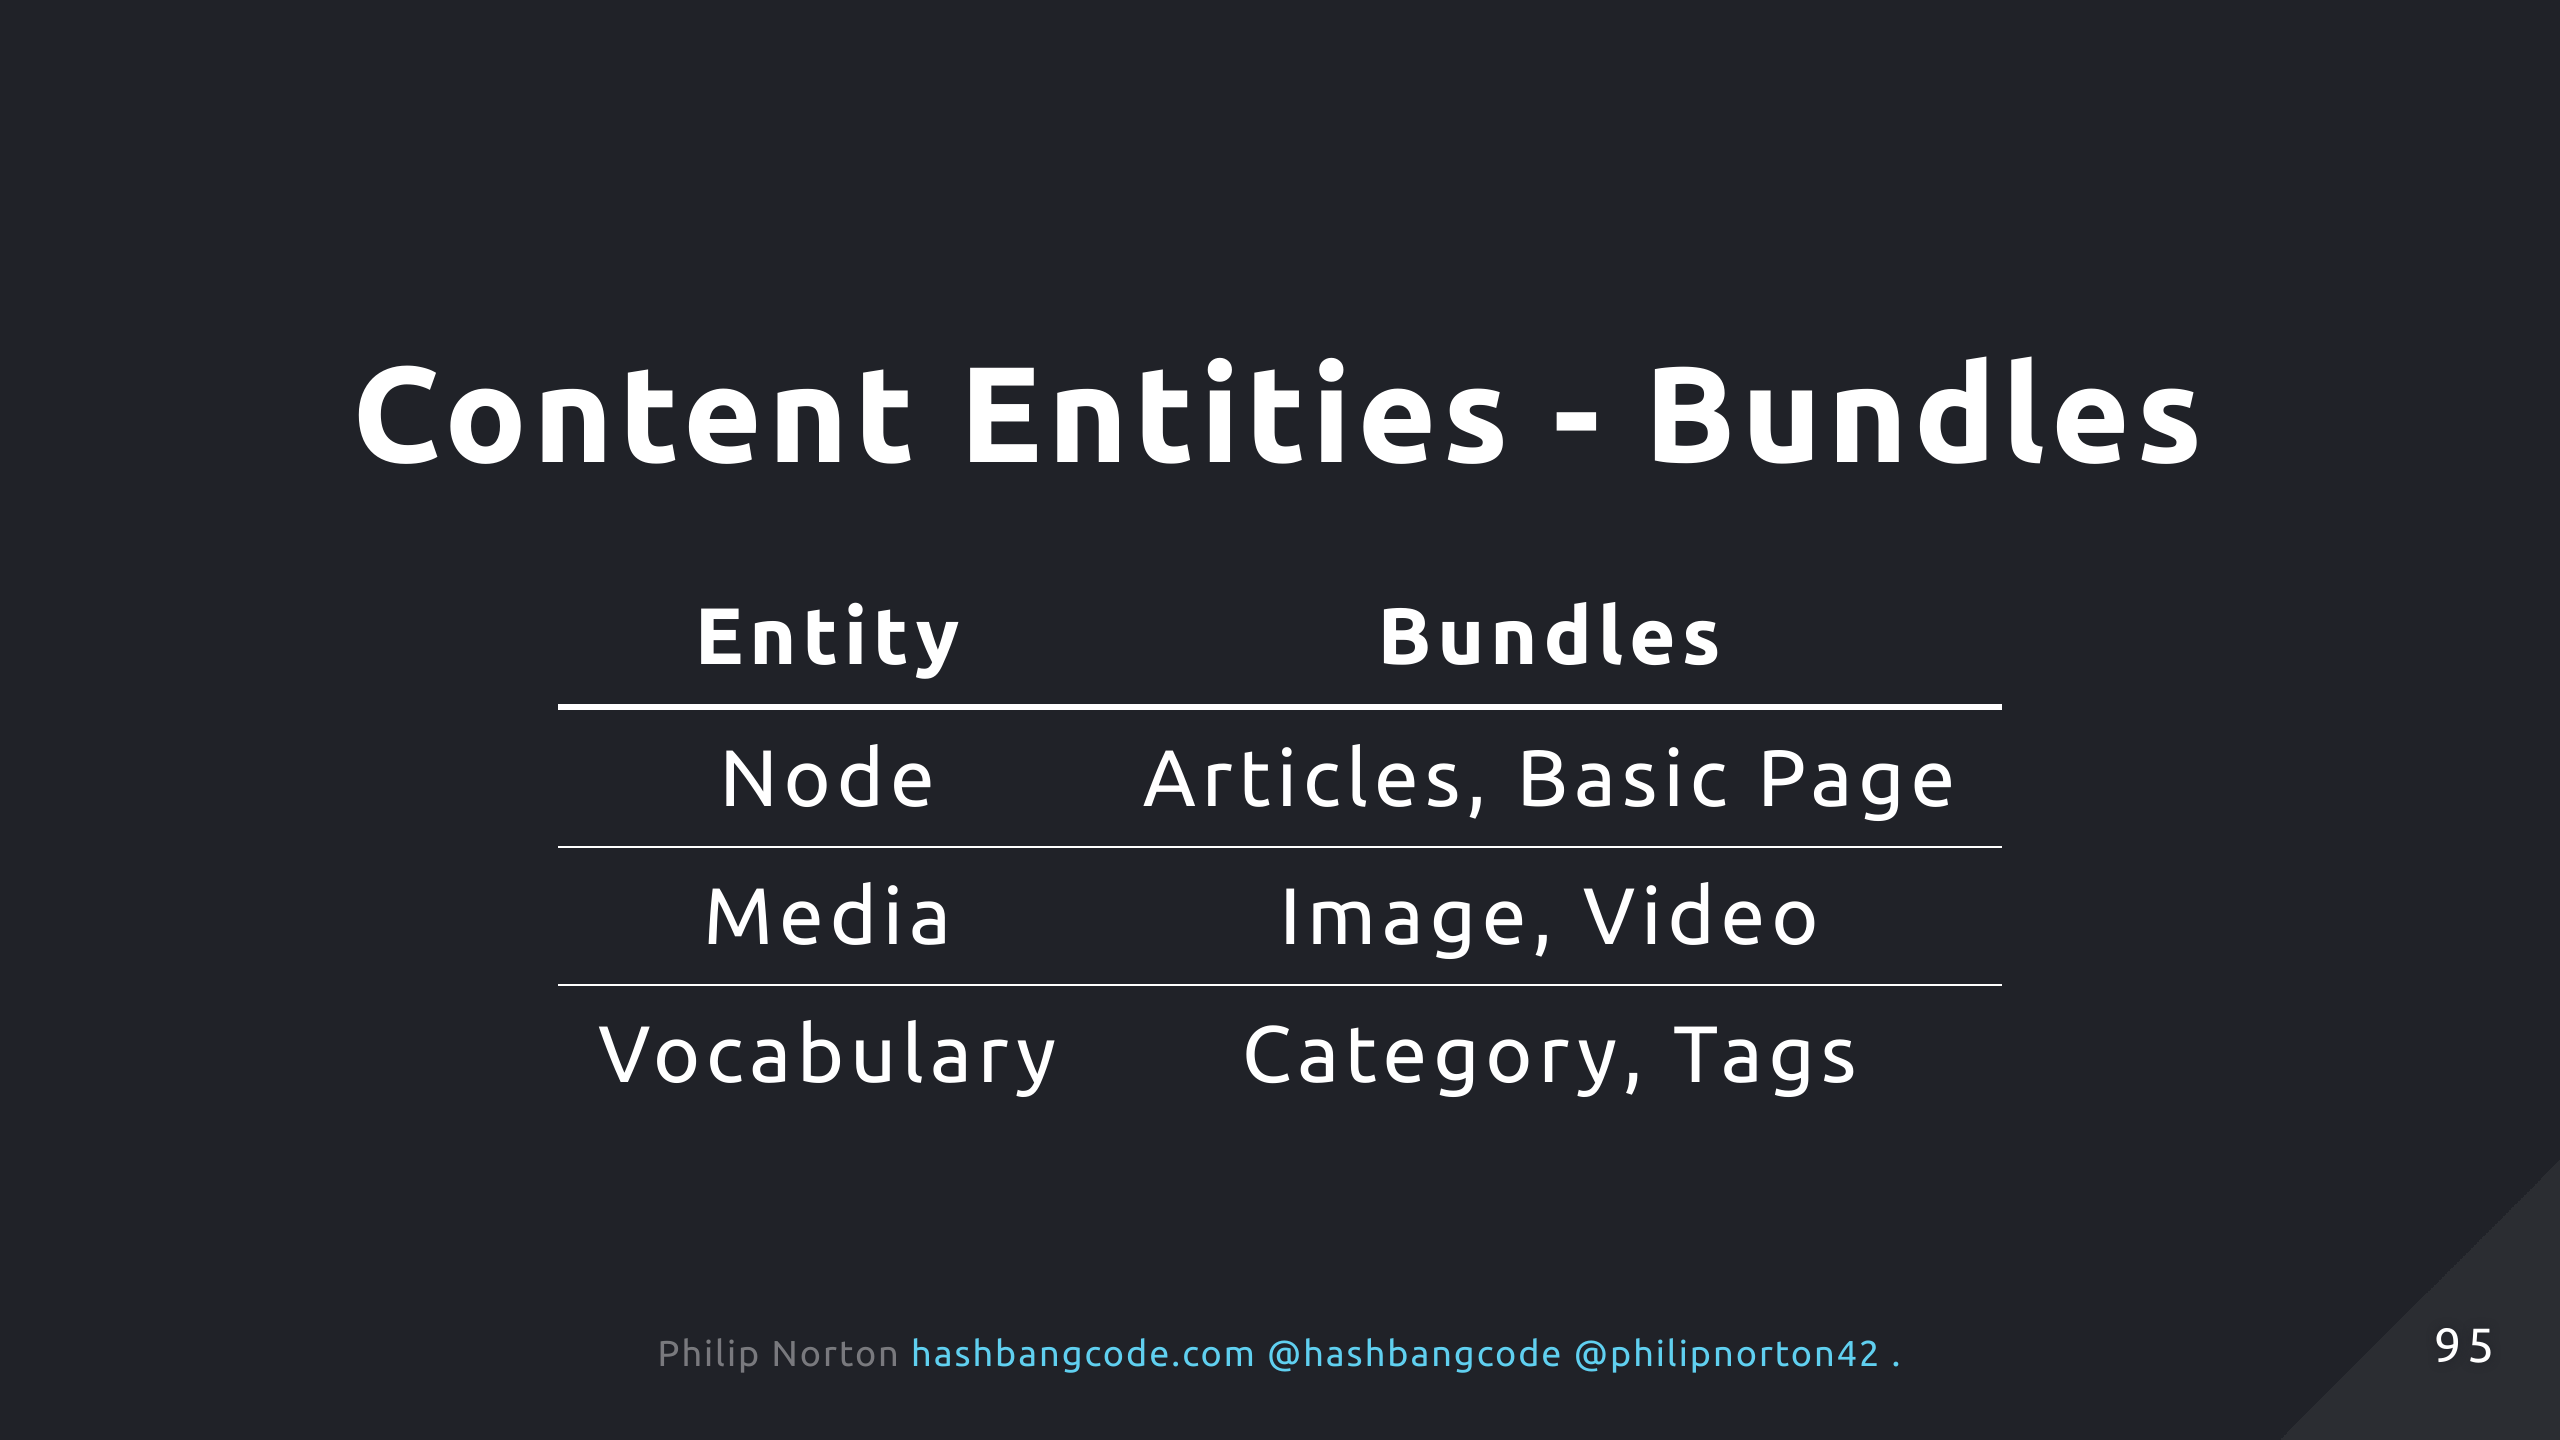 Content Entities - Bundles
Entity Bundles
Node Articles, Basic Page
Media Image, Video
Vocabulary Category, Tags
Philip Norton hashbangcode.com @hashbangcode @philipnorton42 .
95